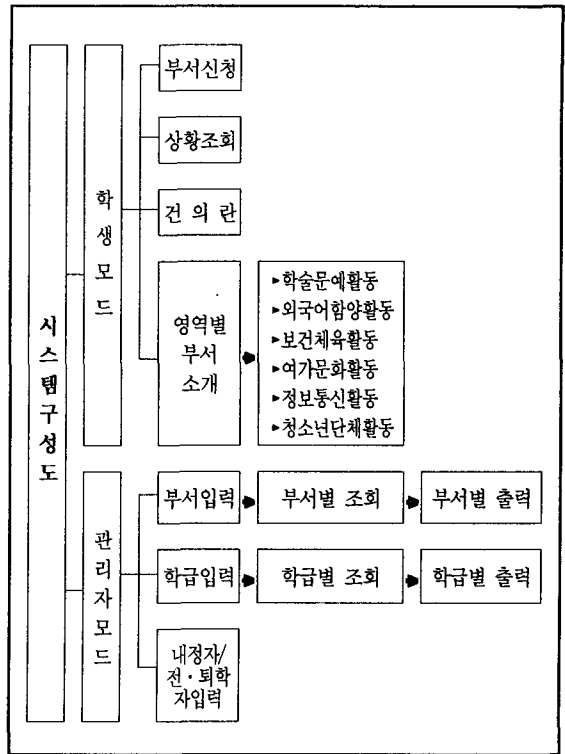 시스템구성도
학생모드
부서신청
상황조회
건 의 란
영역별
부서
소개
▸학술문예활동
▸외국어함양활동
▸보건체육활동
▸여가문화활동
▸정보통신활동
▸청소년단체활동
관리자모드
부서입력
부서별 조회
부서별 출력
학급입력
학급별 조회
학급별 출력
내정자/
전·퇴학
자입력